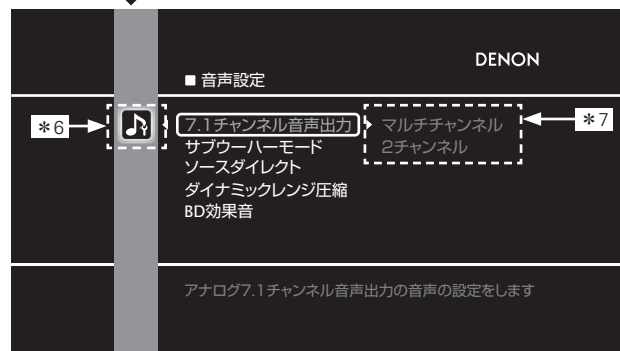 DENON
■ 音声設定
*6
7.1チャンネル音声出力
マルチチャンネル
*7
サブウーハーモード
2チャンネル
ソースダイレクト
ダイナミックレンジ圧縮
BD効果音
アナログ7.1チャンネル音声出力の音声の設定をします